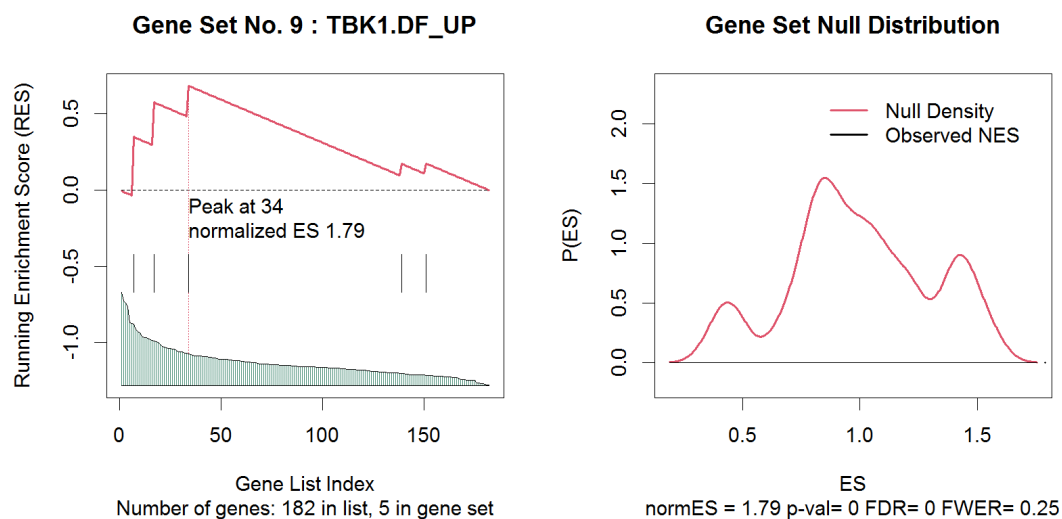 Gene Set No. 9 : TBK1.DF_UP
Running Enrichment Score (RES)
0.5
0.0
-0.5
-1.0
Peak at 34
normalized ES 1.79
0
50
100
150
Gene List Index
Number of genes: 182 in list, 5 in gene set
Gene Set Null Distribution
P(ES)
2.0
1.5
1.0
0.5
0.0
Null Density
Observed NES
0.5
1.0
1.5
ES
normES = 1.79 p-val= 0 FDR= 0 FWER= 0.25